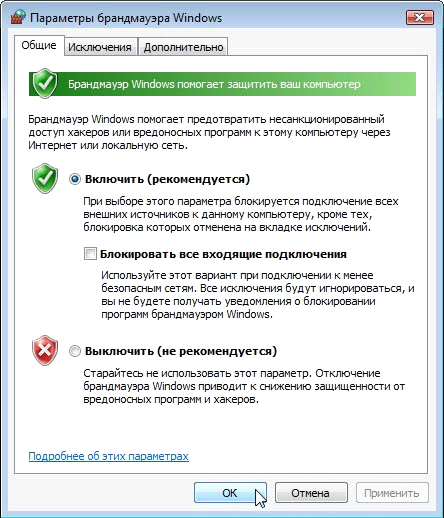 Параметры брандмауэра Windows
Общие
Исключения
Дополнительно
Брандмауэр Windows помогает защитить ваш компьютер
Брандмауэр Windows помогает предотвратить несанкционированный
доступ хакеров или вредоносных программ к этому компьютеру через
Интернет или локальную сеть.
Включить (рекомендуется)
При выборе этого параметра блокируется подключение всех
внешних источников к данному компьютеру, кроме тех,
блокировка которых отменена на вкладке исключений.
Блокировать все входящие подключения
Используйте этот вариант при подключении к менее
безопасным сетям. Все исключения будут игнорироваться, и
вы не будете получать уведомления о блокировании
программ брандмауэром Windows.
Выключить (не рекомендуется)
Старайтесь не использовать этот параметр. Отключение
брандмауэра Windows приводит к снижению защищенности от
вредоносных программ и хакеров.
Подробнее об этих параметрах
ОК
Отмена
Применить